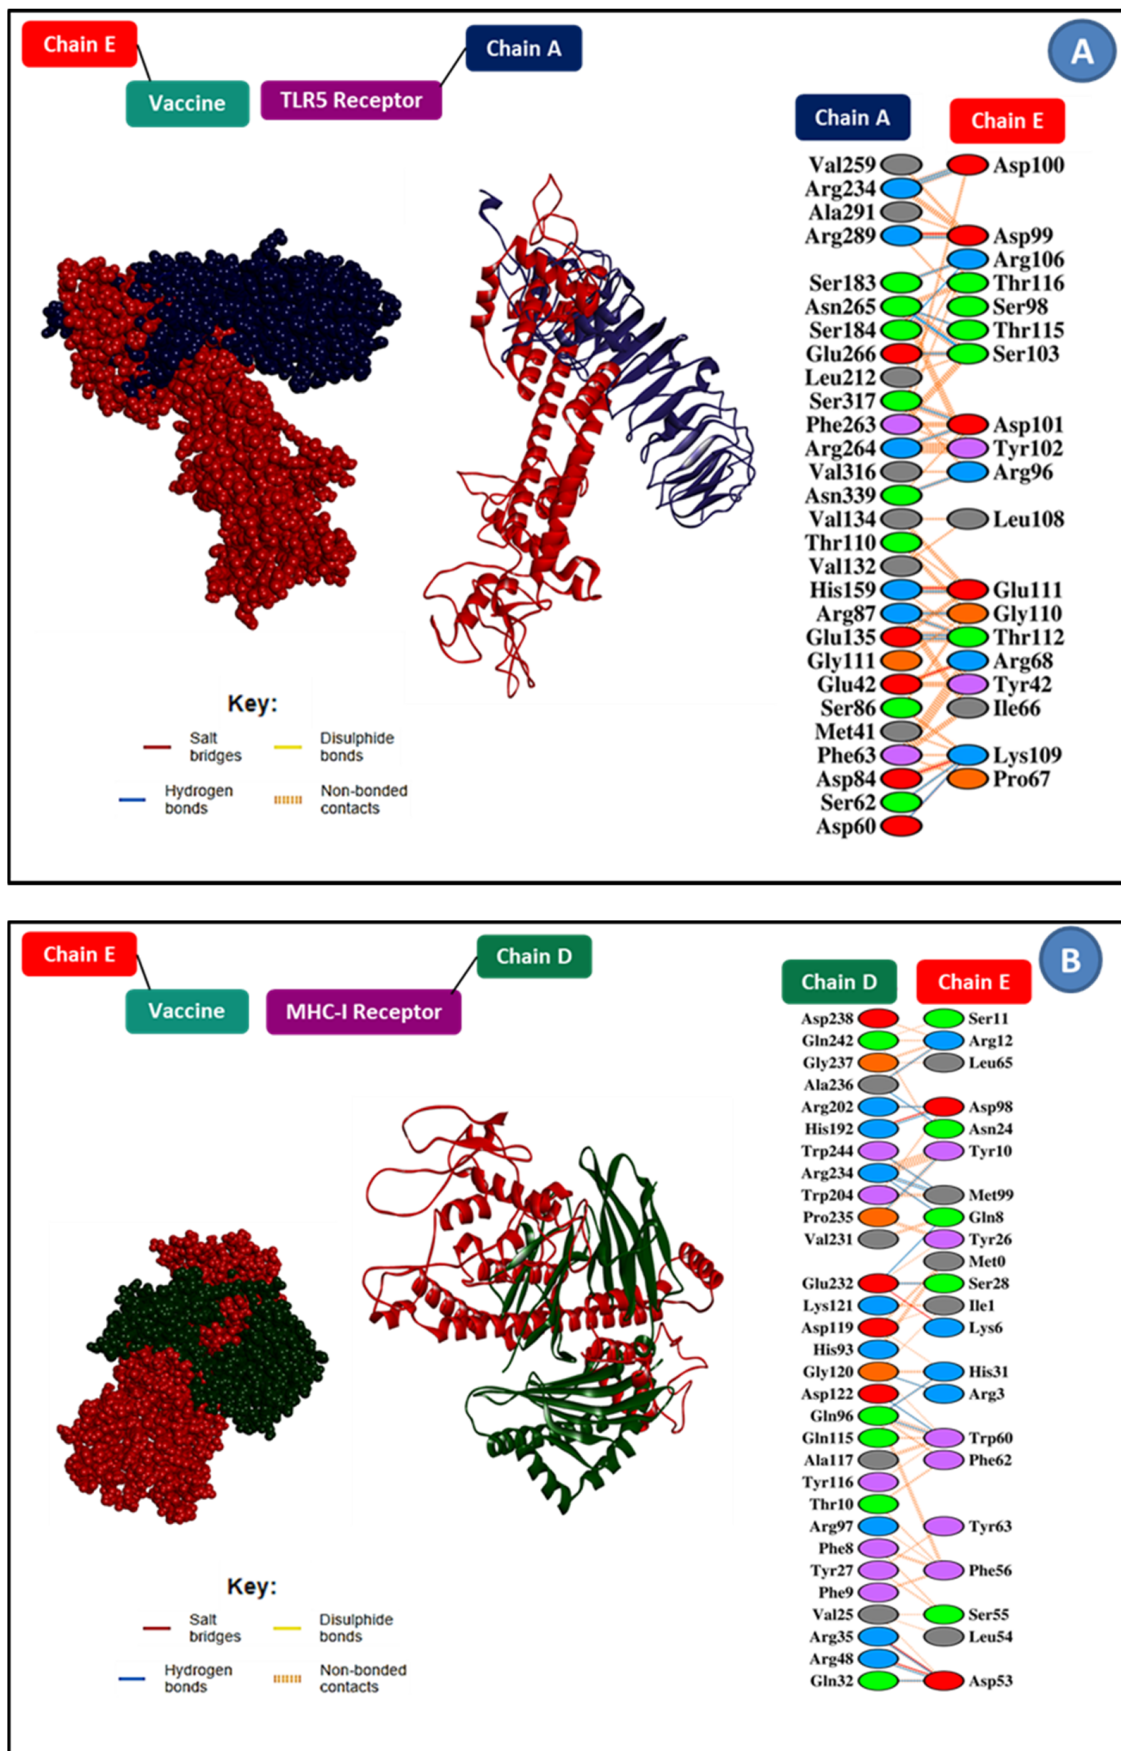 Chain E
Chain A
A
Vaccine
TLR5 Receptor
Chain A
Chain E
Val259
Asp100
Arg234
Ala291
Arg289
Asp99
Arg106
Ser183
Thr116
Asn265
Ser98
Ser184
Thr115
Glu266
Ser103
Leu212
Ser317
Phe263
Asp101
Arg264
Tyr102
Val316
Arg96
Asn339
Val134
Leu108
Thr110
Val132
His159
Glu111
Arg87
Gly110
Glu135
Thr112
Gly111
Arg68
Glu42
Tyr42
Ser86
Ile66
Met41
Phe63
Lys109
Asp84
Pro67
Ser62
Asp60
Key:
Salt
bridges
Disulphide
bonds
Hydrogen
bonds
Non-bonded
contacts
Chain E
Chain D
B
Vaccine
MHC-I Receptor
Chain D
Chain E
Asp238
Ser11
Gln242
Arg12
Gly237
Leu65
Ala236
Arg202
Asp98
His192
Asn24
Trp244
Tyr10
Arg234
Trp204
Met99
Pro235
Gln8
Val231
Tyr26
Met0
Glu232
Ser28
Lys121
Ile1
Asp119
Lys6
His93
Gly120
His31
Asp122
Arg3
Gln96
Gln115
Trp60
Ala117
Phe62
Tyr116
Thr10
Arg97
Tyr63
Phe8
Tyr27
Phe56
Phe9
Val25
Ser55
Arg35
Leu54
Arg48
Gln32
Asp53
Key:
Salt
bridges
Disulphide
bonds
Hydrogen
bonds
Non-bonded
contacts